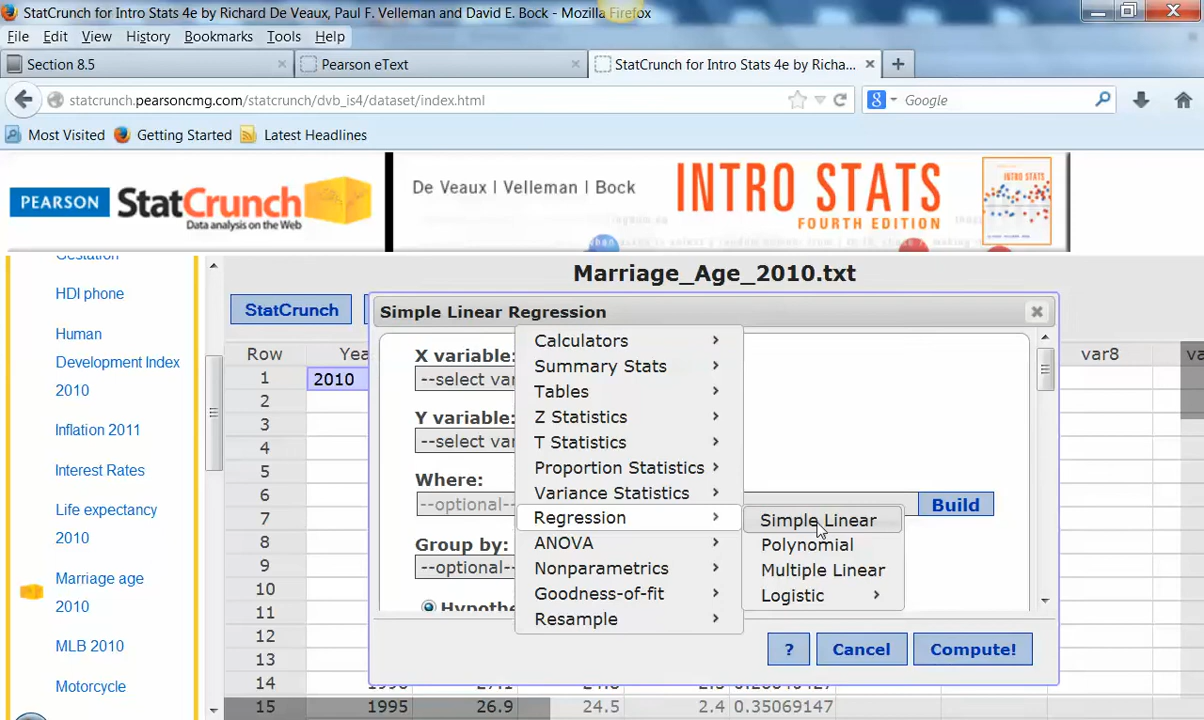 StatCrunch for Intro Stats 4e by Richard De Veaux, Paul F. Velleman and David E. Bock - Mozilla Firefox
File Edit View History Bookmarks Tools Help
Section 8.5
Pearson eText
StatCrunch for Intro Stats 4e by Richa...
statcrunch.pearsoncmg.com/statcrunch/dvb_is4/dataset/index.html
Google
Most Visited Getting Started Latest Headlines
PEARSON StatCrunch
Data analysis on the Web
De Veaux | Velleman | Bock
INTRO STATS
FOURTH EDITION
INTRO STATS
Gestation
HDI phone
Human
Development Index
2010
Inflation 2011
Interest Rates
Life expectancy
2010
Marriage age
2010
MLB 2010
Motorcycle
Marriage_Age_2010.txt
StatCrunch
Row Yea var8 va
1 2010
2
3
4
5
6
7
8
9
10
11
12
13
14
15 1995 26.9 24.5 2.4 0.35069147
Simple Linear Regression
X variable:
--select var
Y variable:
--select var
Where:
--optional--
Build
Group by:
--optional--
Hypothe
? Cancel Compute!
Calculators
Summary Stats
Tables
Z Statistics
T Statistics
Proportion Statistics
Variance Statistics
Regression
ANOVA
Nonparametrics
Goodness-of-fit
Resample
Simple Linear
Polynomial
Multiple Linear
Logistic